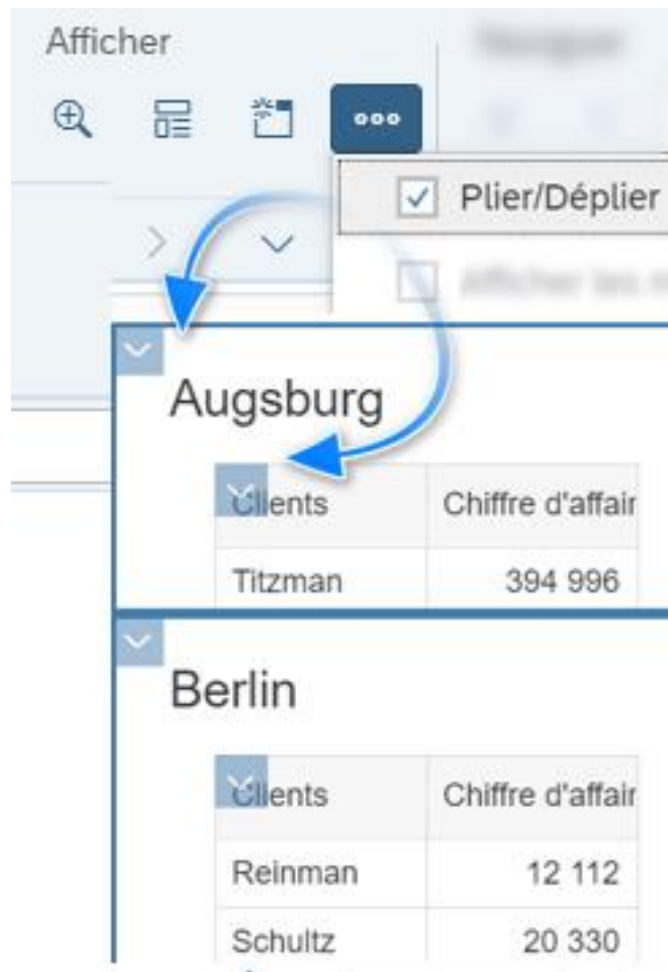 Afficher
Plier/Déplier
Augsburg
Clients Chiffre d'affair
Titzman 394 996
Berlin
Clients Chiffre d'affair
Reinman 12 112
Schultz 20 330